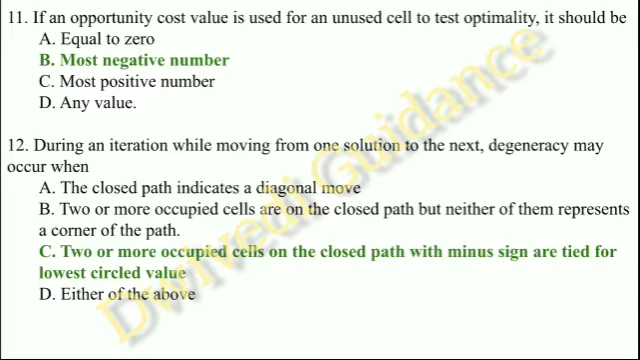 11. If an opportunity cost value is used for an unused cell to test optimality, it should be
A. Equal to zero
B. Most negative number
C. Most positive number
D. Any value.
12. During an iteration while moving from one solution to the next, degeneracy may
occur when
A. The closed path indicates a diagonal move
B. Two or more occupied cells are on the closed path but neither of them represents
a corner of the path.
C. Two or more occupied cells on the closed path with minus sign are tied for
lowest circled value
D. Either of the above
Dwivedi Guidance